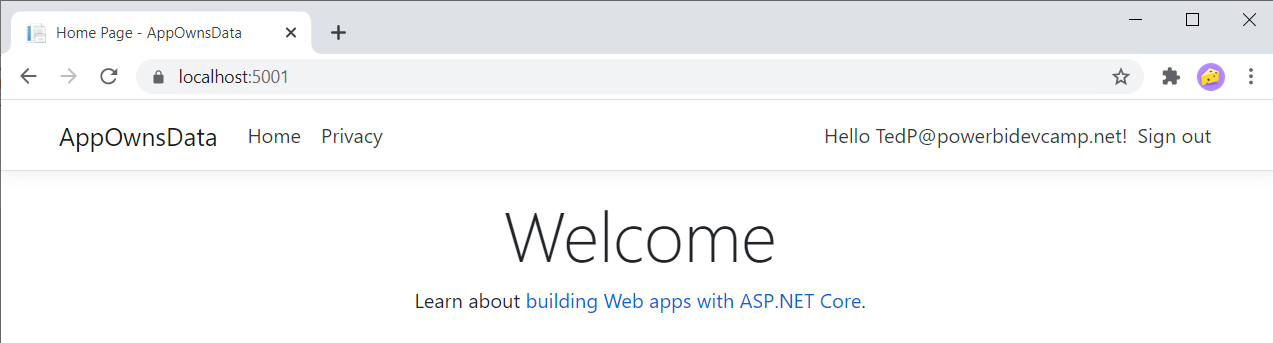 Home Page - AppOwnsData
localhost:5001
AppOwnsData Home Privacy Hello TedP@powerbidevcamp.net! Sign out
Welcome
Learn about building Web apps with ASP.NET Core.